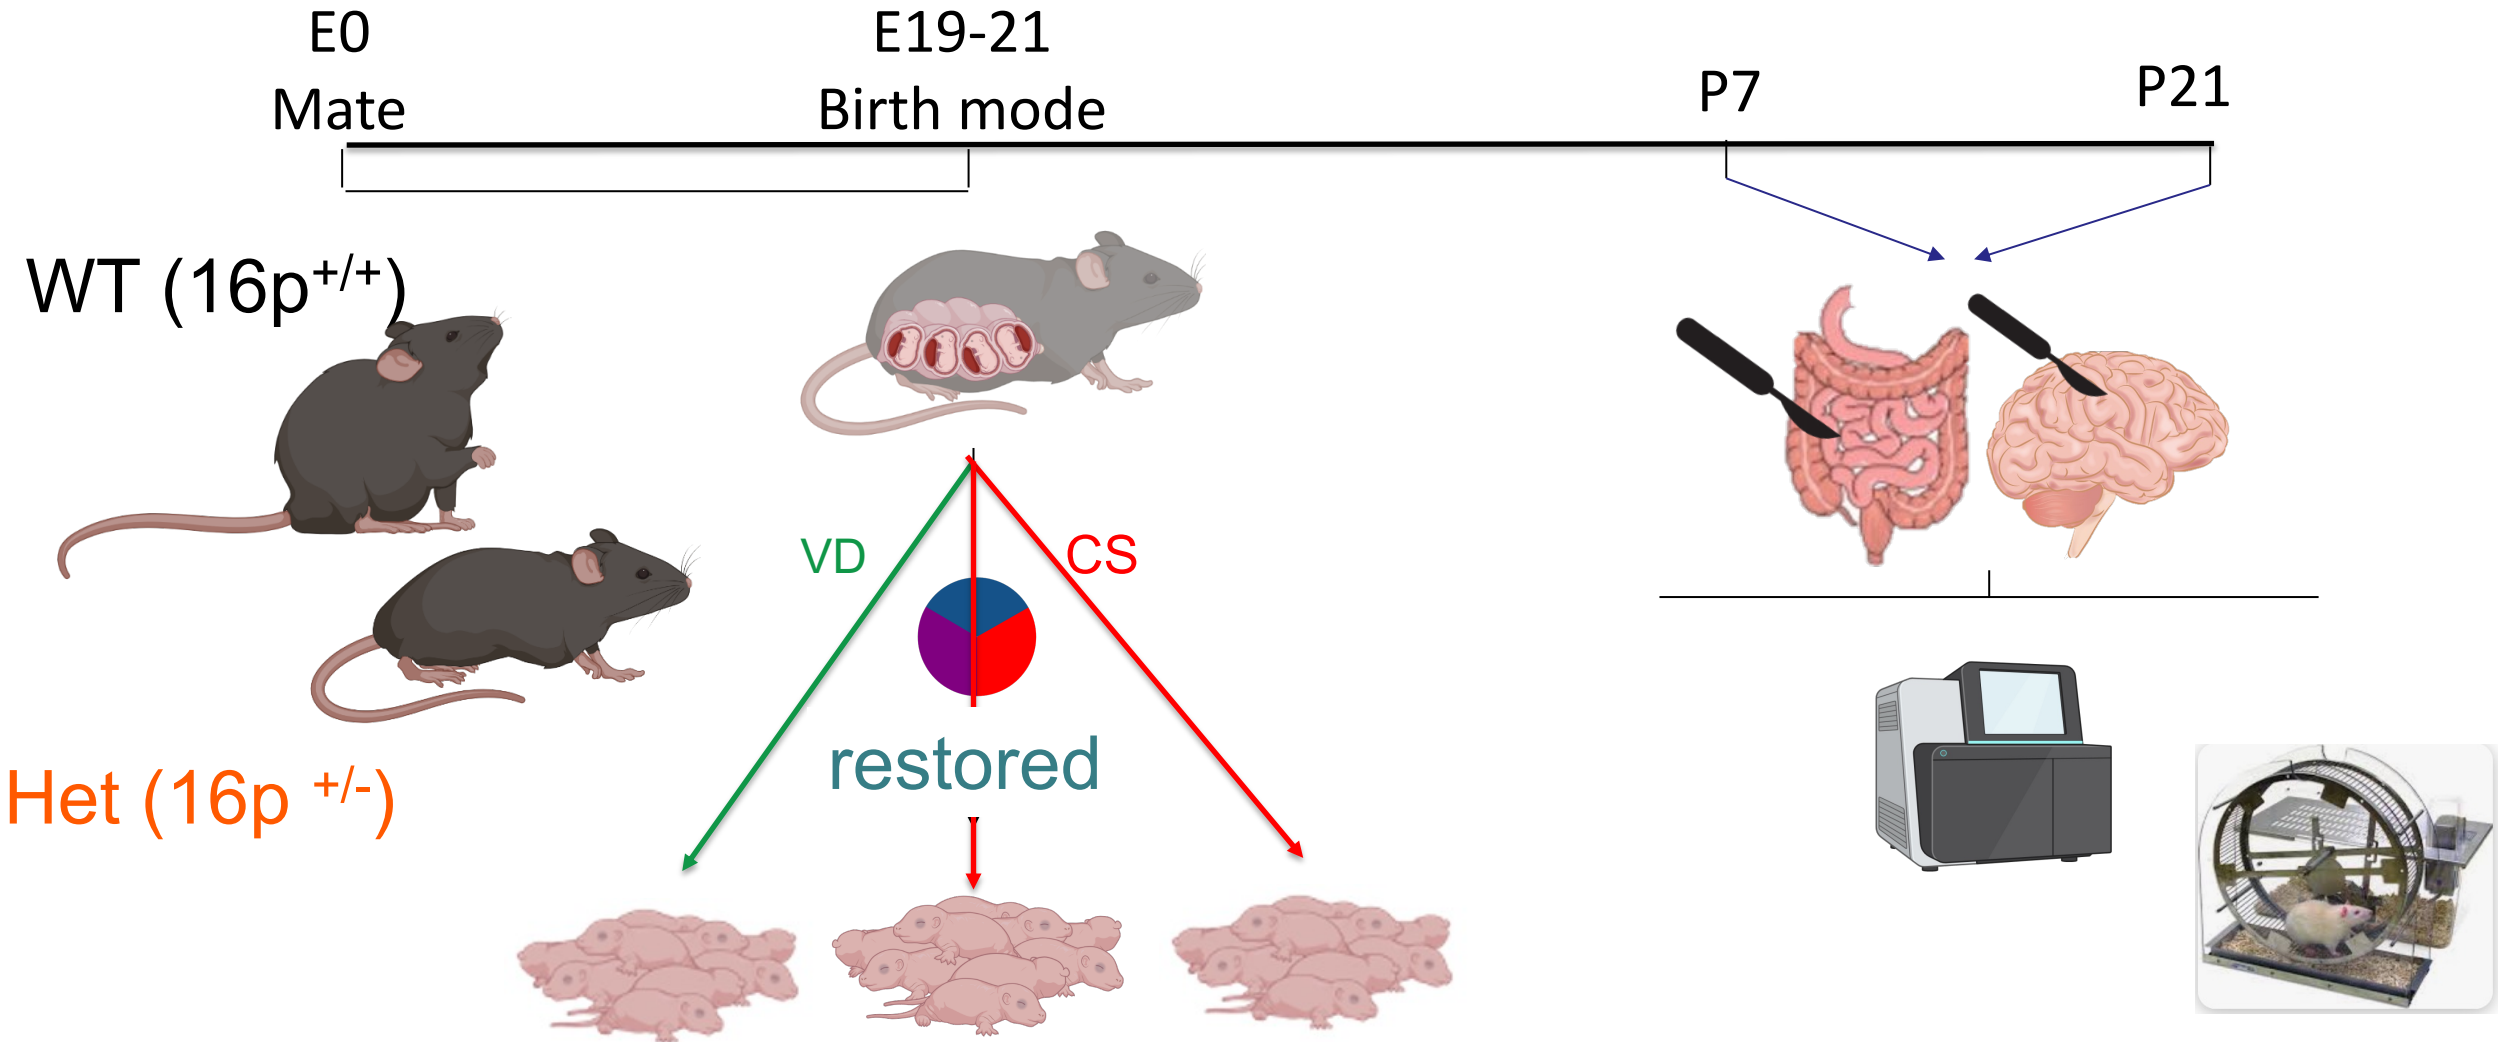 E0
Mate
E19-21
Birth mode
P7
P21
WT (16p+/+)
VD
CS
restored
Het (16p +/-)